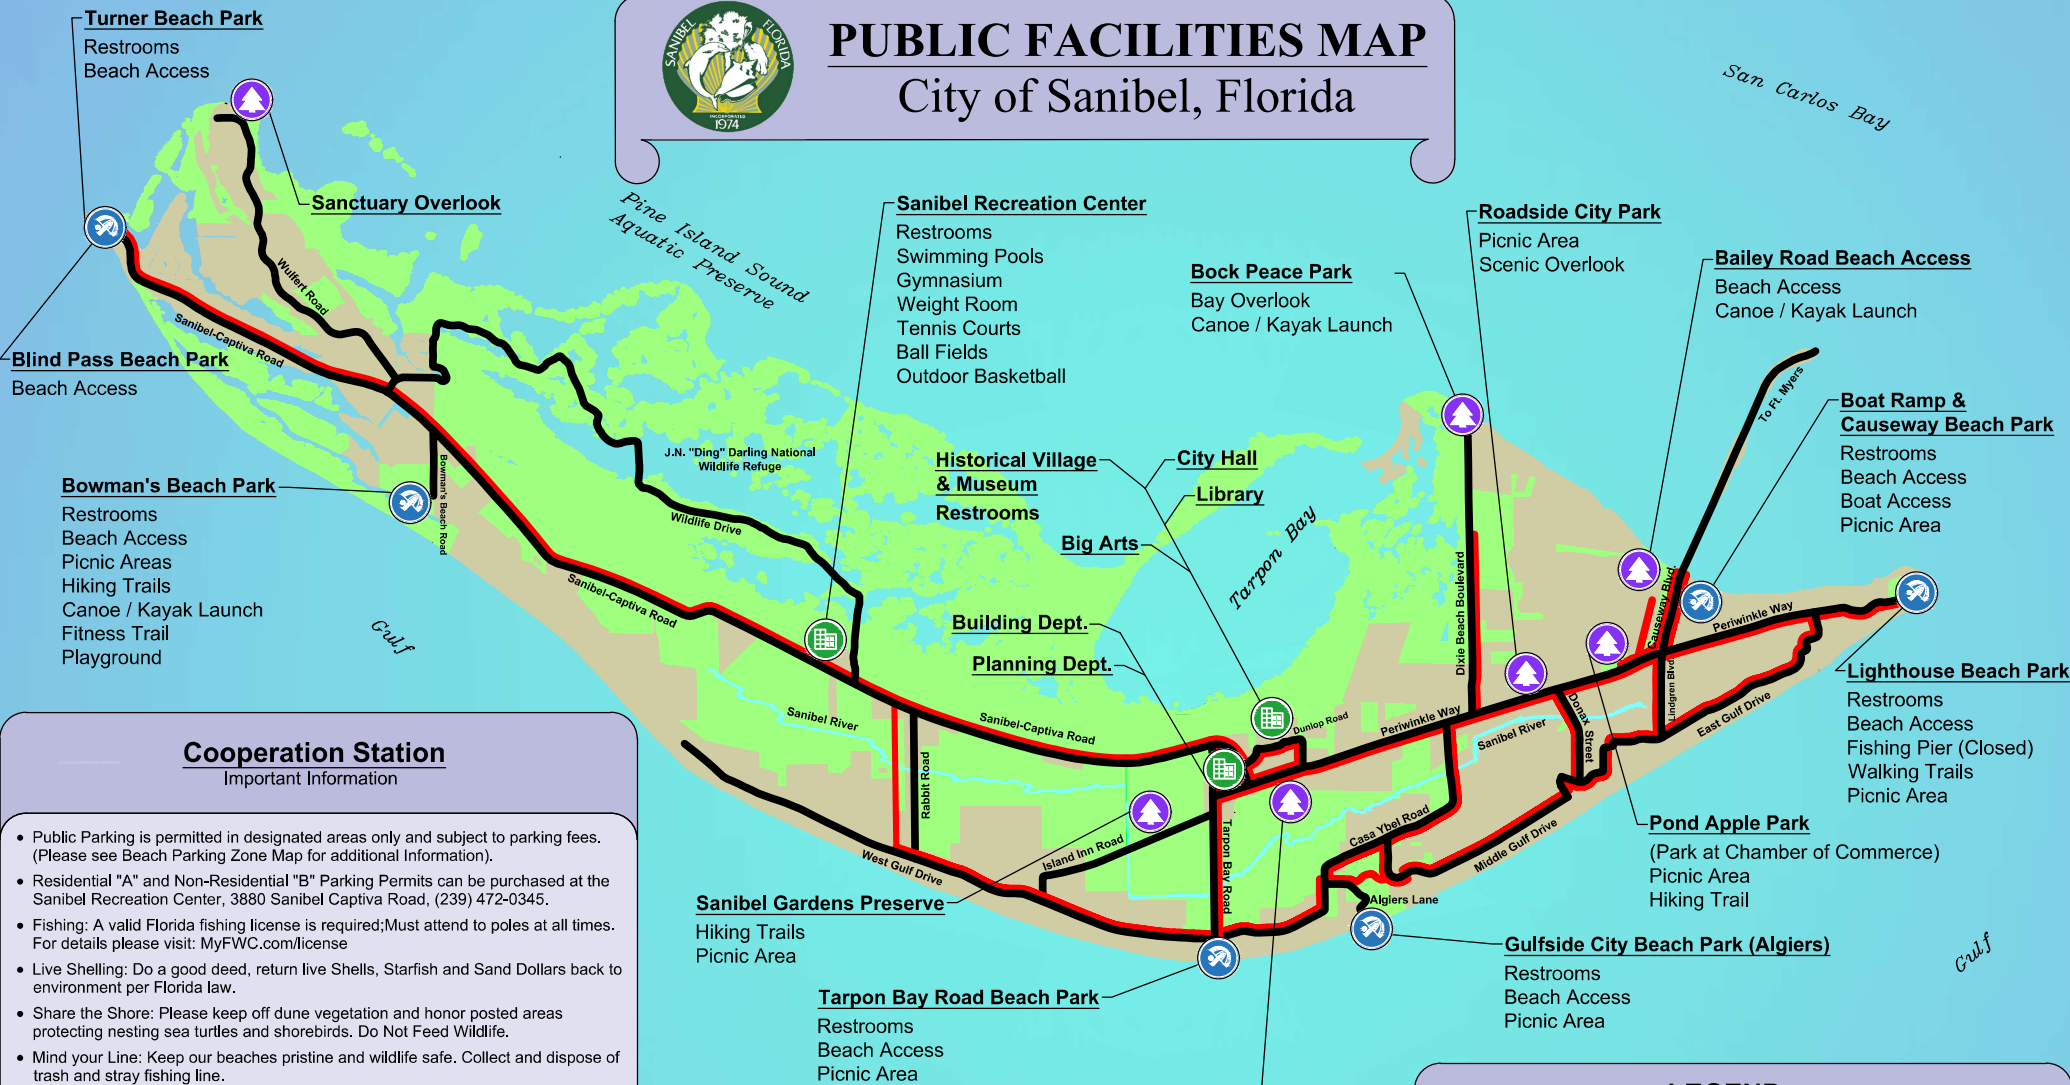 Turner Beach Park
Restrooms
Beach Access
SANIBEL FLORIDA
INCORPORATED
1974
PUBLIC FACILITIES MAP
City of Sanibel, Florida
San Carlos Bay
Sanctuary Overlook
Pine Island Sound
Aquatic Preserve
Sanibel Recreation Center
Restrooms
Swimming Pools
Gymnasium
Weight Room
Tennis Courts
Ball Fields
Outdoor Basketball
Bock Peace Park
Bay Overlook
Canoe / Kayak Launch
Roadside City Park
Picnic Area
Scenic Overlook
Bailey Road Beach Access
Beach Access
Canoe / Kayak Launch
Wulfert Road
Sanibel-Captiva Road
Blind Pass Beach Park
Beach Access
To Ft. Myers
Boat Ramp &
Causeway Beach Park
Restrooms
Beach Access
Boat Access
Picnic Area
J.N. "Ding" Darling National
Wildlife Refuge
Historical Village
& Museum
Restrooms
City Hall
Library
Big Arts
Tarpon Bay
Bowman's Beach Park
Restrooms
Beach Access
Picnic Areas
Hiking Trails
Canoe / Kayak Launch
Fitness Trail
Playground
Bowman's Beach Road
Wildlife Drive
Gulf
Sanibel-Captiva Road
Building Dept.
Planning Dept.
Dixie Beach Boulevard
Causeway Blvd.
Periwinkle Way
Lindgren Blvd
Lighthouse Beach Park
Restrooms
Beach Access
Fishing Pier (Closed)
Walking Trails
Picnic Area
Sanibel River
Sanibel-Captiva Road
Dunlop Road
Periwinkle Way
Sanibel River
Donax Street
East Gulf Drive
Rabbit Road
West Gulf Drive
Island Inn Road
Tarpon Bay Road
Casa Ybel Road
Middle Gulf Drive
Algiers Lane
Pond Apple Park
(Park at Chamber of Commerce)
Picnic Area
Hiking Trail
Sanibel Gardens Preserve
Hiking Trails
Picnic Area
Gulfside City Beach Park (Algiers)
Restrooms
Beach Access
Picnic Area
Gulf
Tarpon Bay Road Beach Park
Restrooms
Beach Access
Picnic Area
Cooperation Station
Important Information
• Public Parking is permitted in designated areas only and subject to parking fees.
(Please see Beach Parking Zone Map for additional Information).
• Residential "A" and Non-Residential "B" Parking Permits can be purchased at the
Sanibel Recreation Center, 3880 Sanibel Captiva Road, (239) 472-0345.
• Fishing: A valid Florida fishing license is required;Must attend to poles at all times.
For details please visit: MyFWC.com/license
• Live Shelling: Do a good deed, return live Shells, Starfish and Sand Dollars back to
environment per Florida law.
• Share the Shore: Please keep off dune vegetation and honor posted areas
protecting nesting sea turtles and shorebirds. Do Not Feed Wildlife.
• Mind your Line: Keep our beaches pristine and wildlife safe. Collect and dispose of
trash and stray fishing line.
LEGEND